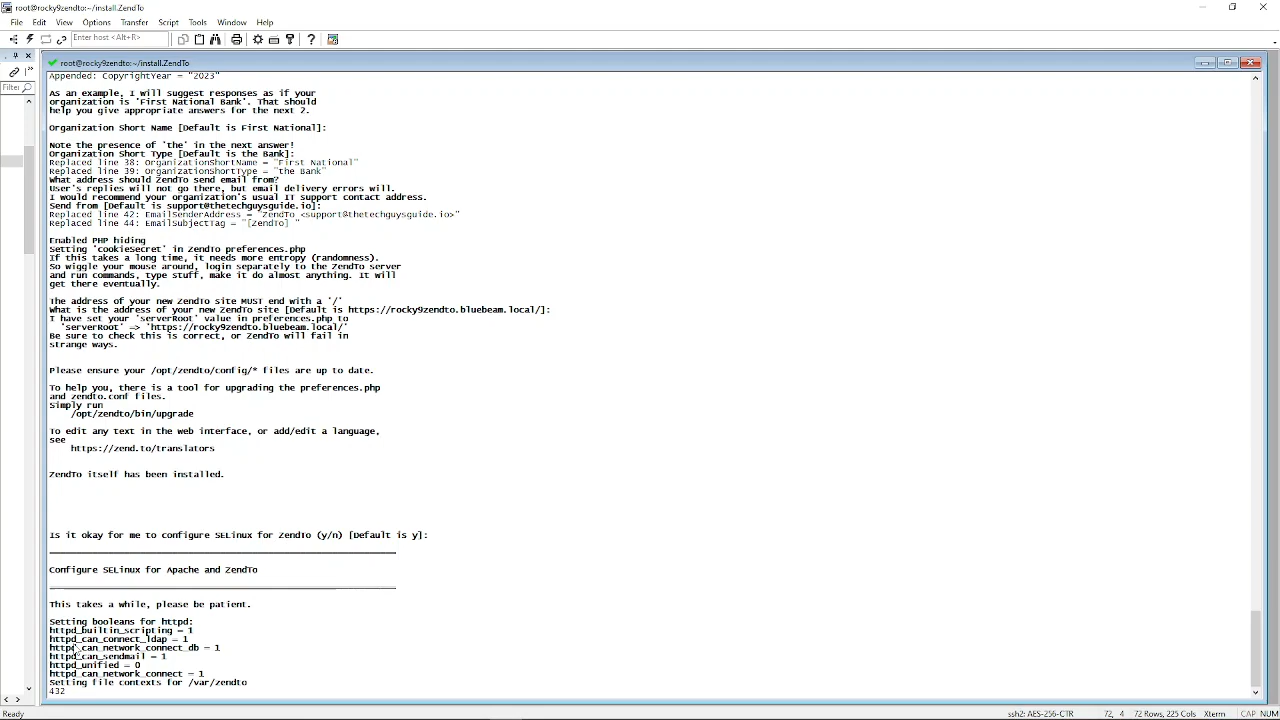 root@rocky9zendto:~/install.ZendTo
File Edit View Options Transfer Script Tools Window Help
Enter host <Alt+R>
root@rocky9zendto:~/install.ZendTo
Filter
Appended: CopyrightYear = "2023"
As an example, I will suggest responses as if your
organization is 'First National Bank'. That should
help you give appropriate answers for the next 2.
Organization Short Name [Default is First National]:
Note the presence of 'the' in the next answer!
Organization Short Type [Default is the Bank]:
Replaced line 38: OrganizationShortName = "First National"
Replaced line 39: OrganizationShortType = "the Bank"
What address should ZendTo send email from?
User's replies will not go there, but email delivery errors will.
I would recommend your organization's usual IT support contact address.
Send from [Default is support@thetechguysguide.io]:
Replaced line 42: EmailSenderAddress = "ZendTo <support@thetechguysguide.io>"
Replaced line 44: EmailSubjectTag = "[ZendTo] "
Enabled PHP hiding
Setting 'cookieSecret' in ZendTo preferences.php
If this takes a long time, it needs more entropy (randomness).
So wiggle your mouse around, login separately to the ZendTo server
and run commands, type stuff, make it do almost anything. It will
get there eventually.
The address of your new ZendTo site MUST end with a '/'
What is the address of your new ZendTo site [Default is https://rocky9zendto.bluebeam.local/]:
I have set your 'serverRoot' value in preferences.php to
'serverRoot' => 'https://rocky9zendto.bluebeam.local/'
Be sure to check this is correct, or ZendTo will fail in
strange ways.
Please ensure your /opt/zendto/config/* files are up to date.
To help you, there is a tool for upgrading the preferences.php
and zendto.conf files.
Simply run
/opt/zendto/bin/upgrade
To edit any text in the web interface, or add/edit a language,
see
https://zend.to/translators
ZendTo itself has been installed.
Is it okay for me to configure SELinux for ZendTo (y/n) [Default is y]:
Configure SELinux for Apache and ZendTo
This takes a while, please be patient.
Setting booleans for httpd:
httpd_builtin_scripting = 1
httpd_can_connect_ldap = 1
httpd_can_network_connect_db = 1
httpd_can_sendmail = 1
httpd_unified = 0
httpd_can_network_connect = 1
Setting file contexts for /var/zendto
432
Ready
ssh2: AES-256-CTR 72, 4 72 Rows, 225 Cols Xterm CAP NUM